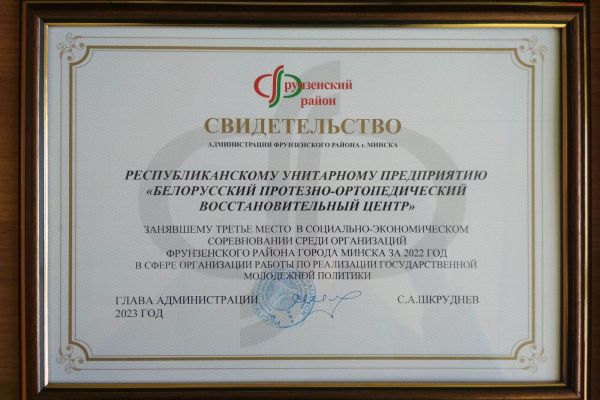 Фрунзенский
район
СВИДЕТЕЛЬСТВО
АДМИНИСТРАЦИЯ ФРУНЗЕНСКОГО РАЙОНА г. МИНСКА
РЕСПУБЛИКАНСКОМУ УНИТАРНОМУ ПРЕДПРИЯТИЮ
«БЕЛОРУССКИЙ ПРОТЕЗНО-ОРТОПЕДИЧЕСКИЙ
ВОССТАНОВИТЕЛЬНЫЙ ЦЕНТР»
ЗАНЯВШЕМУ ТРЕТЬЕ МЕСТО В СОЦИАЛЬНО-ЭКОНОМИЧЕСКОМ
СОРЕВНОВАНИИ СРЕДИ ОРГАНИЗАЦИЙ
ФРУНЗЕНСКОГО РАЙОНА ГОРОДА МИНСКА ЗА 2022 ГОД
В СФЕРЕ ОРГАНИЗАЦИИ РАБОТЫ ПО РЕАЛИЗАЦИИ ГОСУДАРСТВЕННОЙ
МОЛОДЕЖНОЙ ПОЛИТИКИ
ГЛАВА АДМИНИСТРАЦИИ С.А.ШКРУДНЕВ
2023 ГОД